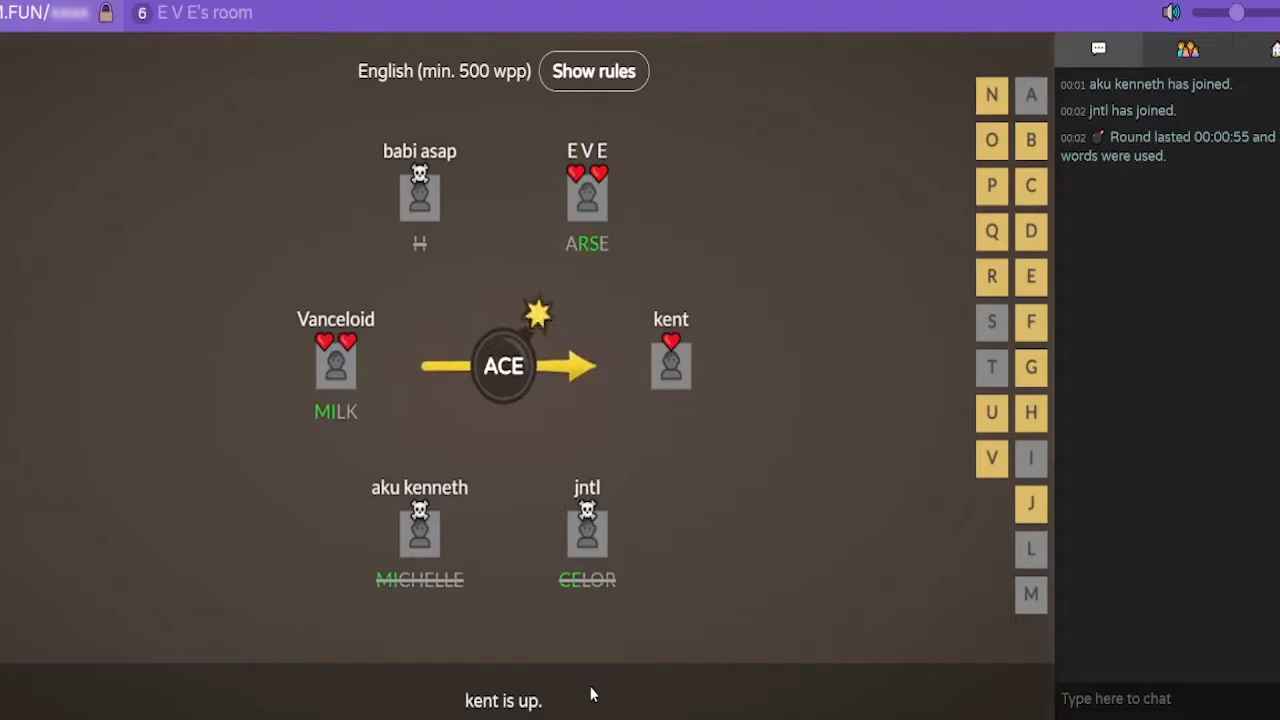 M.FUN/
6 E V E's room
English (min. 500 wpp) Show rules
babi asap
H
E V E
ARSE
Vanceloid
MILK
ACE
kent
aku kenneth
MICHELLE
jntl
CELOR
kent is up.
N A
O B
P C
Q D
R E
S F
T G
U H
V I
J
L
M
00:01 aku kenneth has joined.
00:02 jntl has joined.
00:02 Round lasted 00:00:55 and
words were used.
Type here to chat